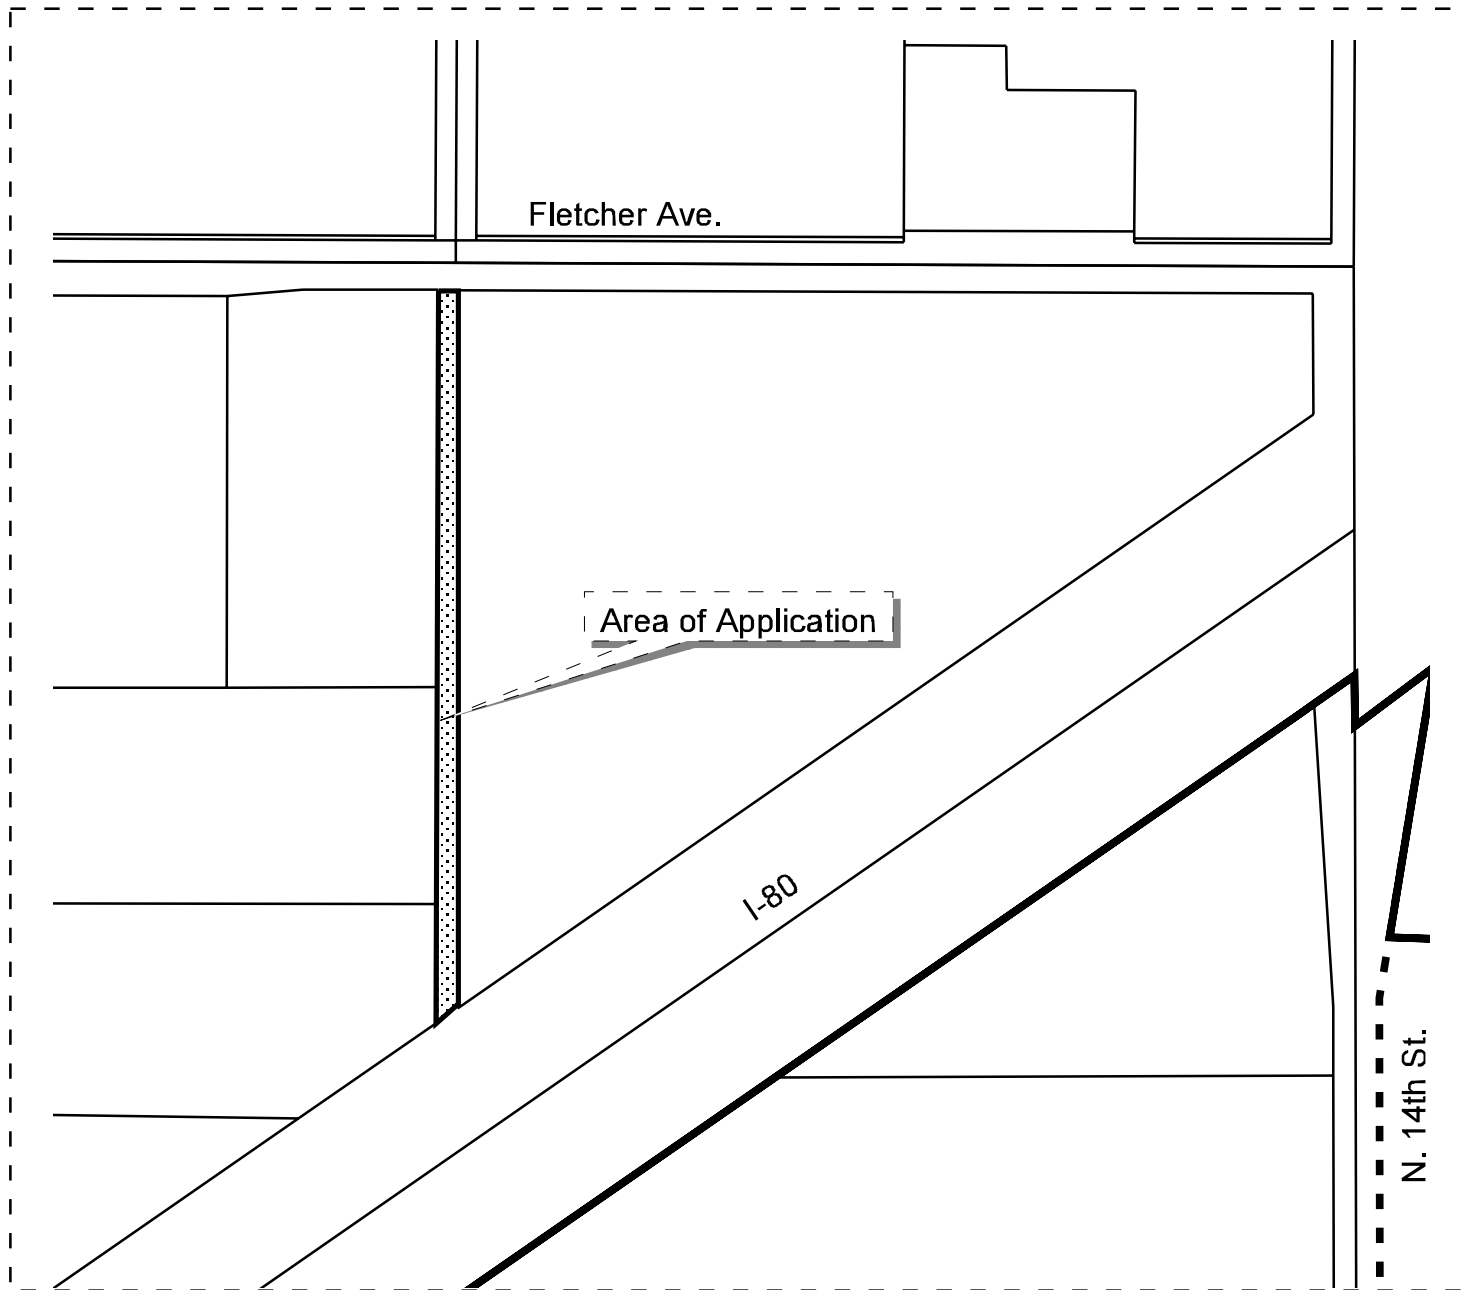 Fletcher Ave.
Area of Application
I-80
N. 14th St.